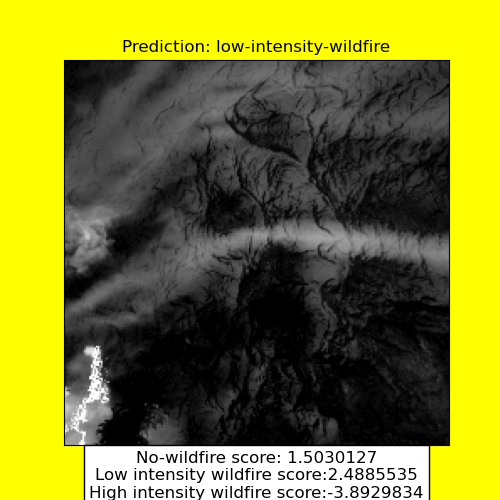 Prediction: low-intensity-wildfire
No-wildfire score: 1.5030127
Low intensity wildfire score:2.4885535
High intensity wildfire score:-3.8929834